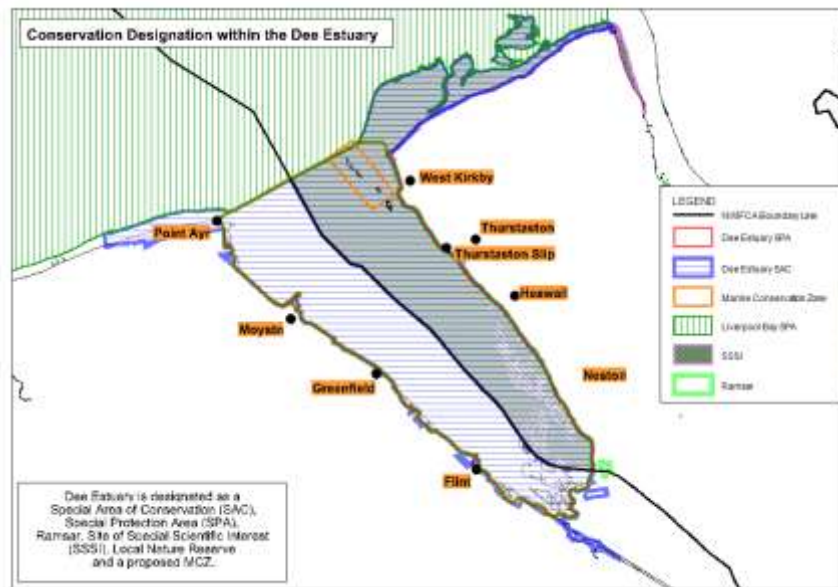 Conservation Designation within the Dee Estuary
West Kirkby
Thurstaston
Point Ayr
Thurstaston Slip
Heswall
Mostyn
Greenfield
Neston
Flint
LEGEND
NWIFCA Boundary Line
Dee Estuary SPA
Dee Estuary SAC
Marine Conservation Zone
Liverpool Bay SPA
SSSI
Ramsar
Dee Estuary is designated as a
Special Area of Conservation (SAC),
Special Protection Area (SPA),
Ramsar, Site of Special Scientific Interest
(SSSI), Local Nature Reserve
and a proposed MCZ.